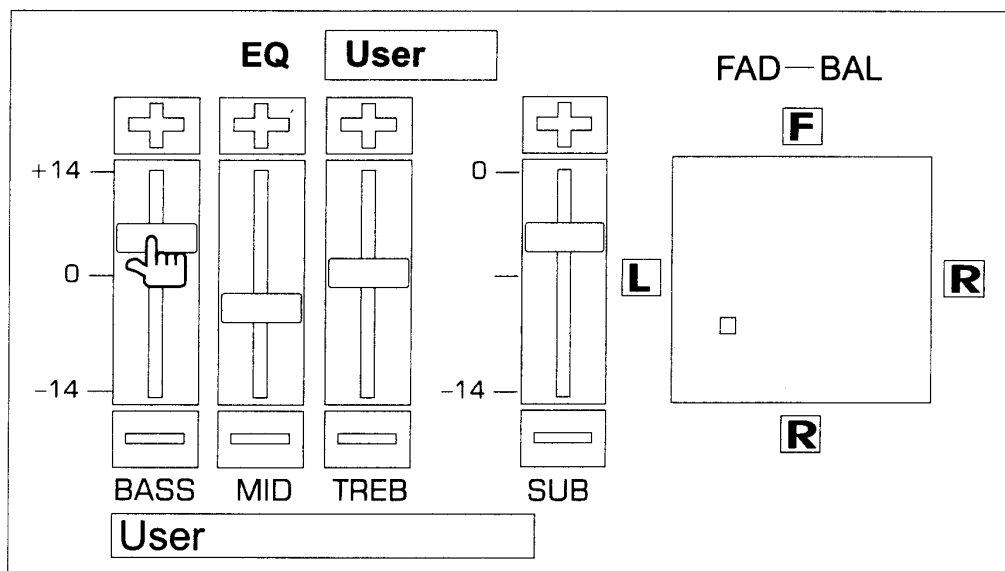 EQ User
FAD—BAL
F
+14
0
-14
0
-14
L
R
R
BASS MID TREB SUB
User